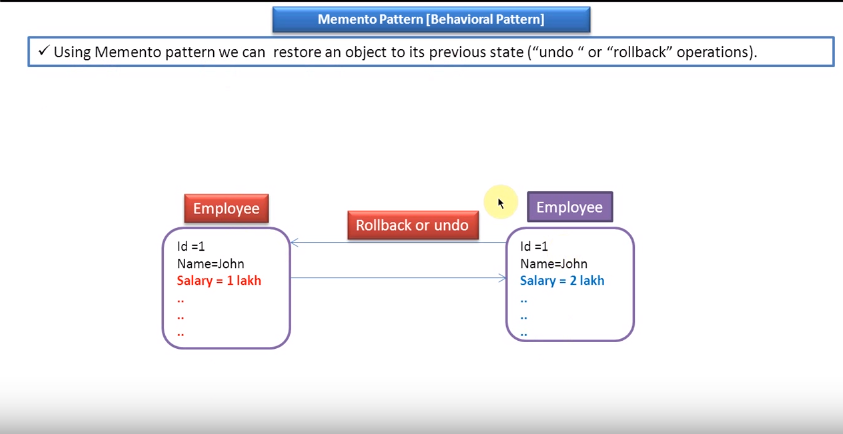 Memento Pattern [Behavioral Pattern]
✓ Using Memento pattern we can restore an object to its previous state (“undo “ or “rollback” operations).
Employee
Rollback or undo
Employee
Id =1
Name=John
Salary = 1 lakh
..
..
..
Id =1
Name=John
Salary = 2 lakh
..
..
..